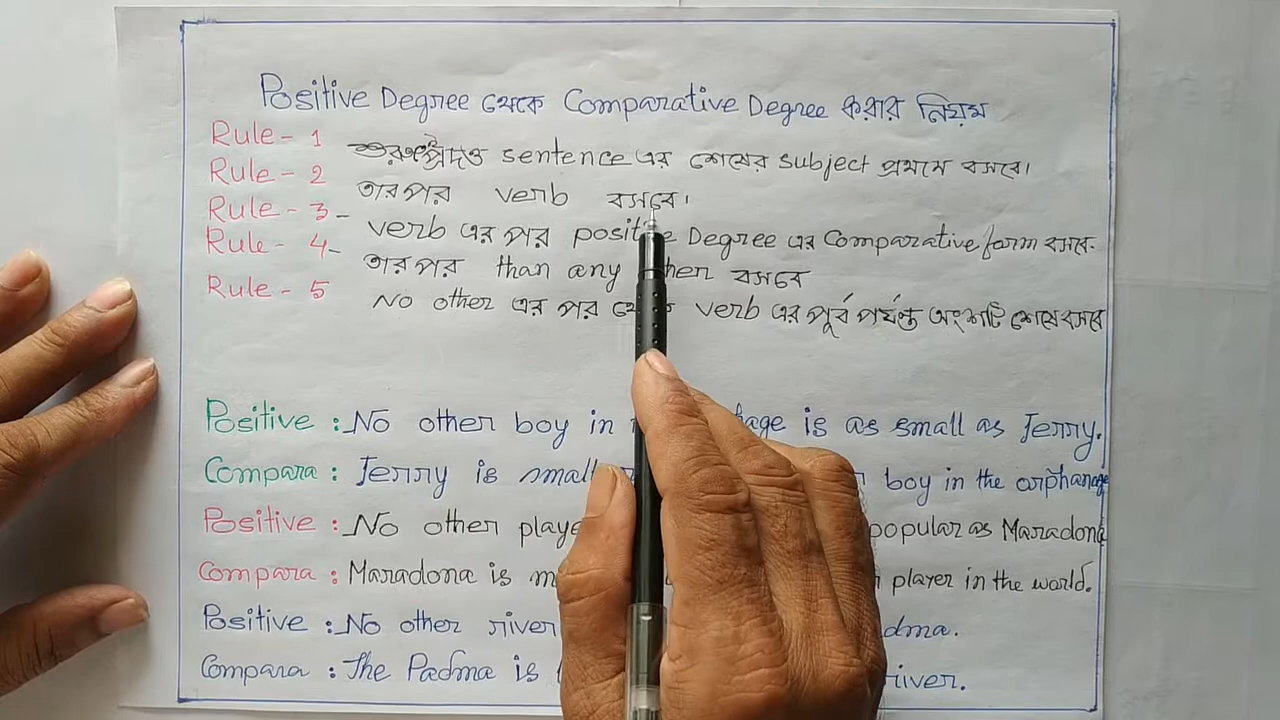 Positive Degree থেকে Comparative Degree করার নিয়ম
Rule - 1 প্রদত্ত sentence এর শেষের subject প্রথমে বসবে।
Rule - 2 তারপর verb বসবে।
Rule - 3 - verb এর পর Degree এর Comparative form বসবে-
Rule - 4 - তারপর than any বসবে
Rule - 5 No other এর পর verb এর পূর্ব পর্যন্ত অংশটি শেষে বসবে
Positive : No other boy in is as small as Jerry.
Compara : Jerry is boy in the orphanage
Positive : No other popular as Maradona
Compara : Maradona is player in the world.
Positive : No other river
Compara : The Padma is river.